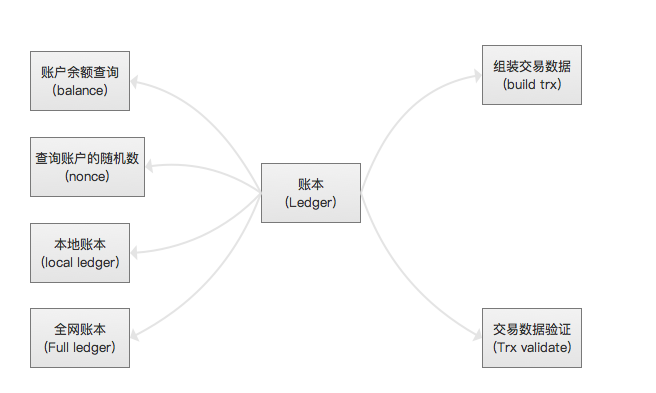 账户余额查询
(balance)
查询账户的随机数
(nonce)
本地账本
(local ledger)
全网账本
(Full ledger)
账本
(Ledger)
组装交易数据
(build trx)
交易数据验证
(Trx validate)